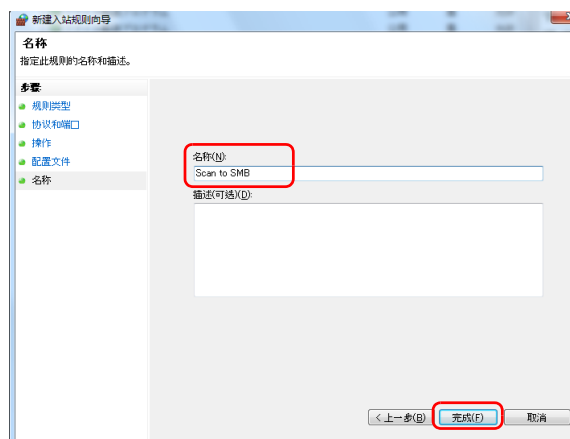 新建入站规则向导
名称
指定此规则的名称和描述。
步骤:
规则类型
协议和端口
操作
配置文件
名称
名称(N):
Scan to SMB
描述(可选)(D):
< 上一步(B)
完成(F)
取消